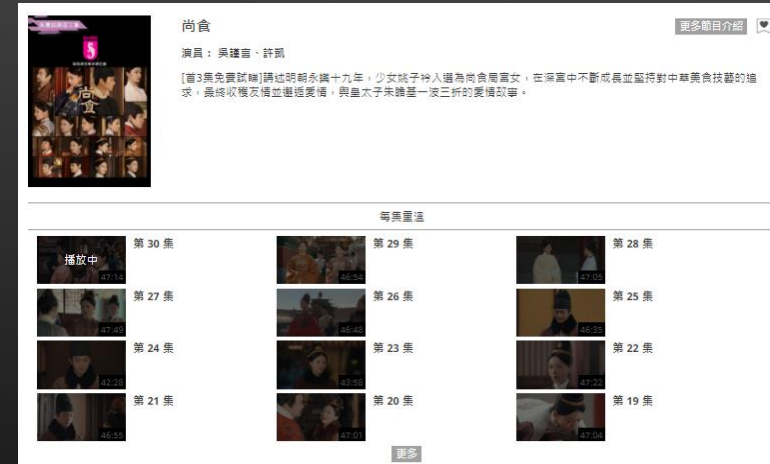 尚食
更多節目介紹
演員： 吳謹言、許凱
[首3集免費試睇]講述明朝永樂十九年，少女姚子衿入選為尚食局宮女，在深宮中不斷成長並堅持對中華美食技藝的追
求，最終收穫友情並邂逅愛情，與皇太子朱瞻基一波三折的愛情故事。
尚食
每集重溫
播放中
47:14
第 30 集
46:54
第 29 集
47:05
第 28 集
47:49
第 27 集
46:48
第 26 集
46:35
第 25 集
42:28
第 24 集
43:58
第 23 集
47:22
第 22 集
46:55
第 21 集
47:01
第 20 集
47:04
第 19 集
更多